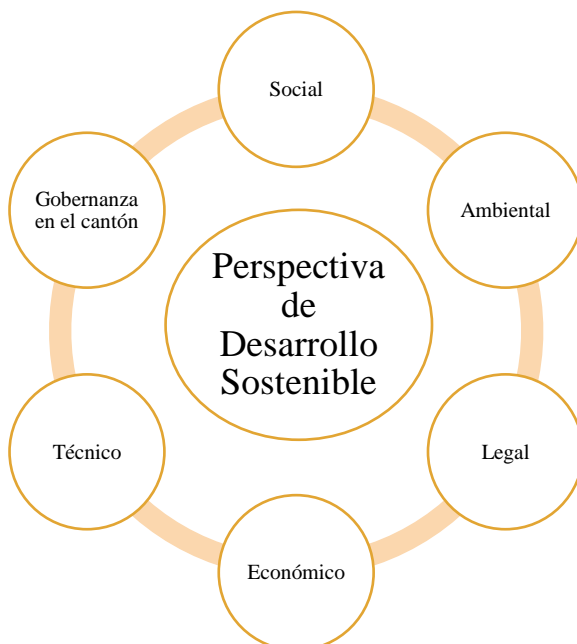 Social
Ambiental
Legal
Económico
Técnico
Gobernanza
en el cantón
Perspectiva
de
Desarrollo
Sostenible